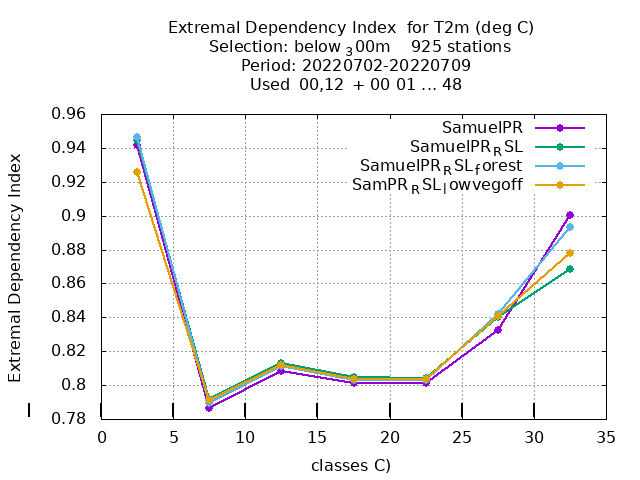 Extremal Dependency Index for T2m (deg C)
Selection: below ₃00m 925 stations
Period: 20220702-20220709
Used 00,12 + 00 01 ... 48
SamuelPR
SamuelPR_RSL
SamuelPR_RSL_forest
SamPR_RSL_lowvegoff
Extremal Dependency Index
0.96
0.94
0.92
0.9
0.88
0.86
0.84
0.82
0.8
0.78
0 5 10 15 20 25 30 35
classes C)